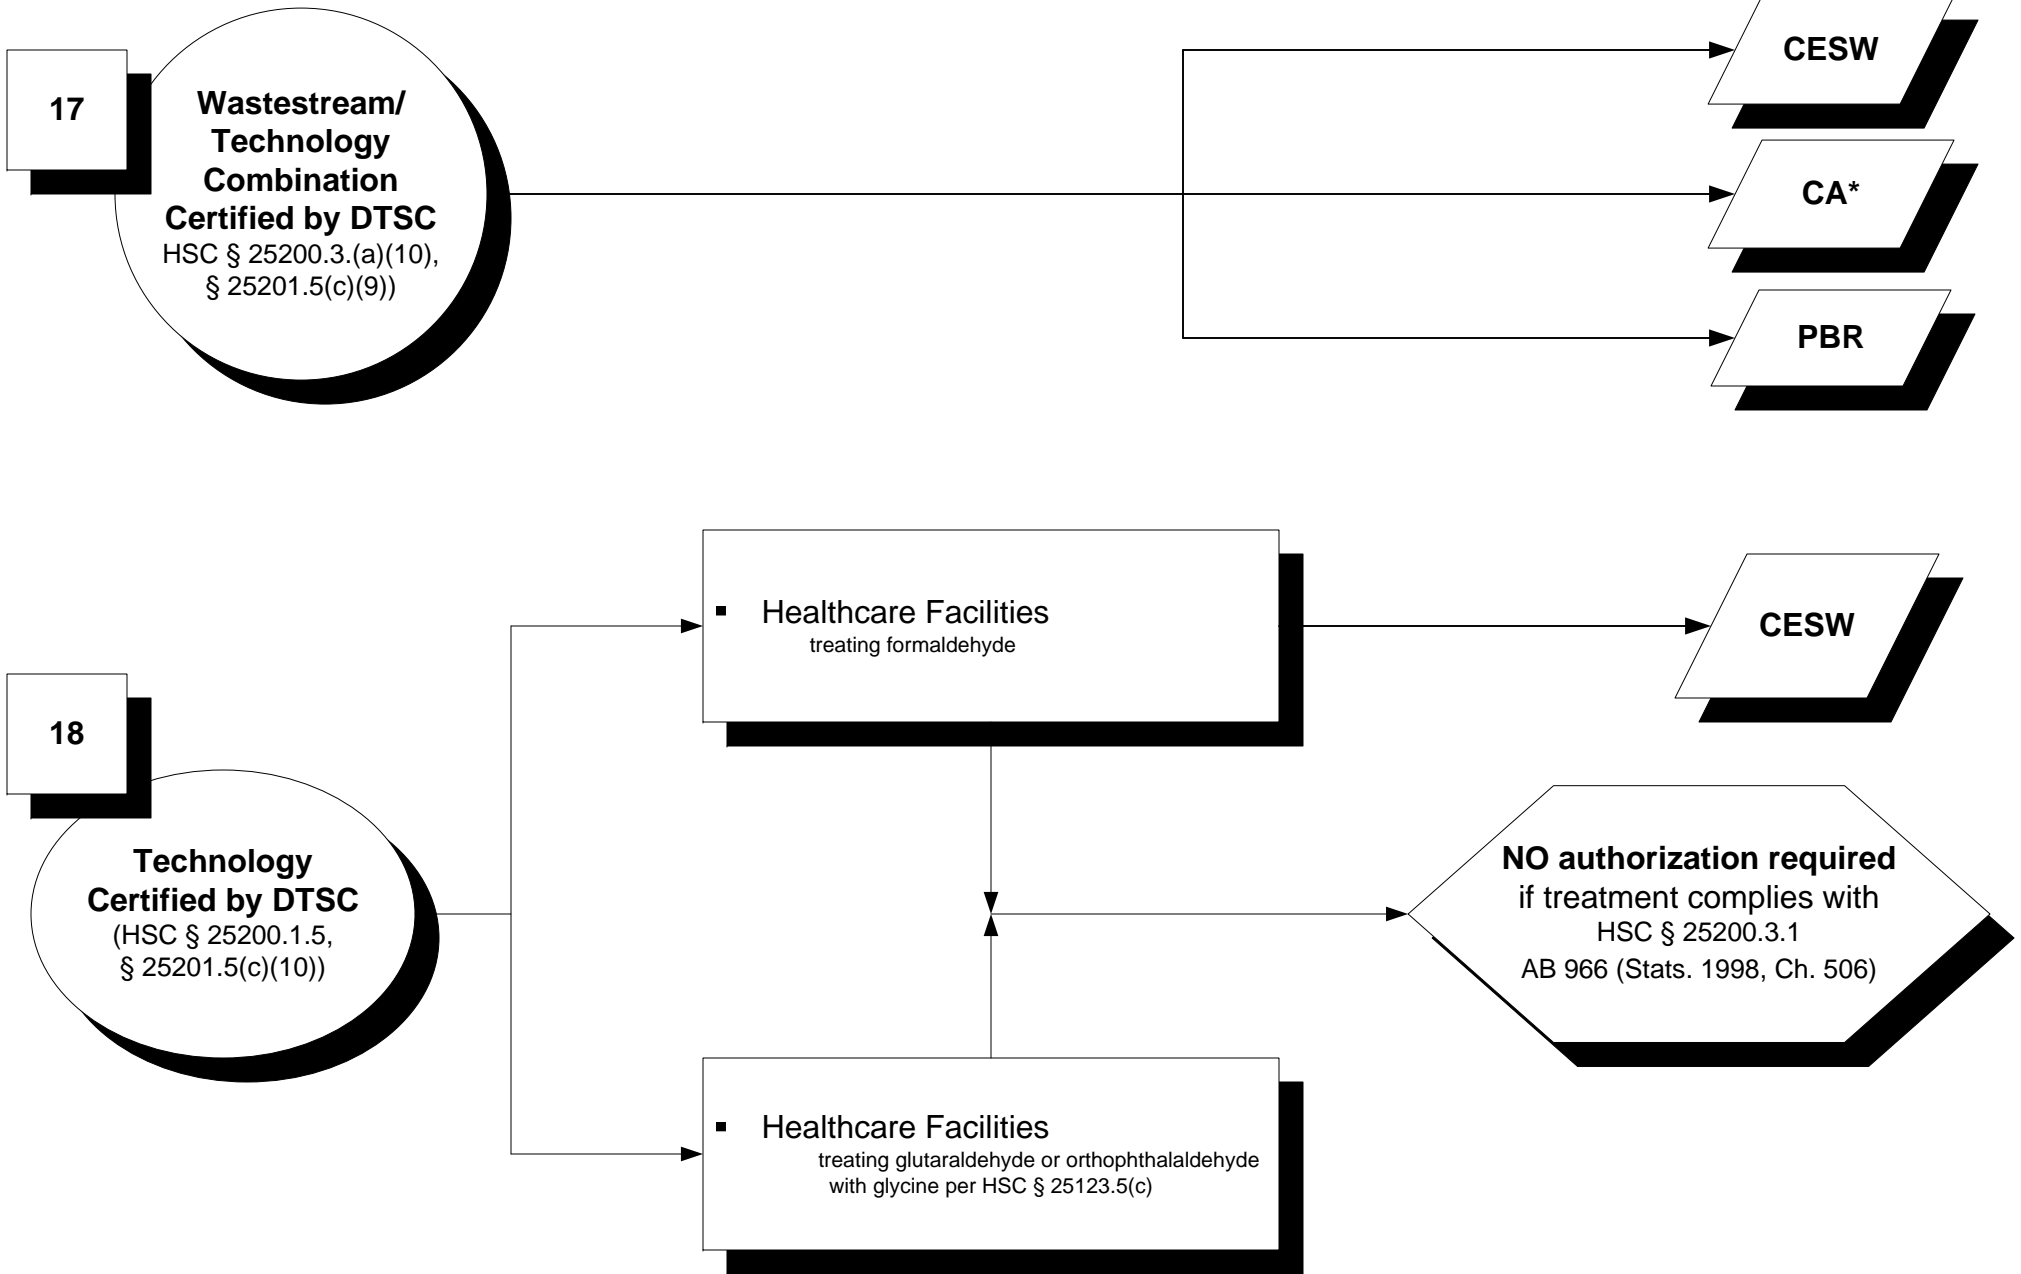 17
Wastestream/
Technology
Combination
Certified by DTSC
HSC § 25200.3.(a)(10),
§ 25201.5(c)(9))
CESW
CA*
PBR
18
Technology
Certified by DTSC
(HSC § 25200.1.5,
§ 25201.5(c)(10))
▪ Healthcare Facilities
treating formaldehyde
CESW
NO authorization required
if treatment complies with
HSC § 25200.3.1
AB 966 (Stats. 1998, Ch. 506)
▪ Healthcare Facilities
treating glutaraldehyde or orthophthalaldehyde
with glycine per HSC § 25123.5(c)